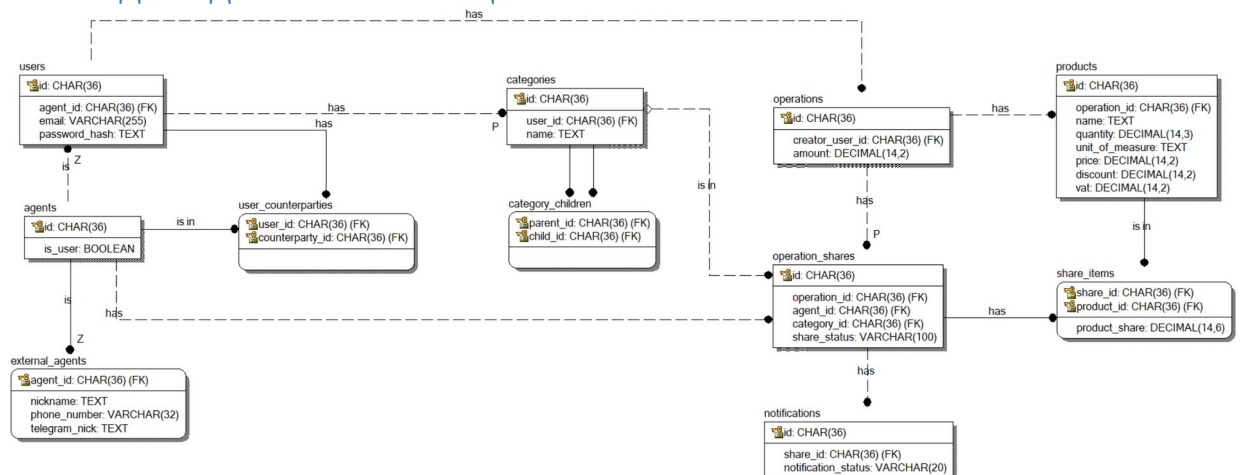 has
users
id: CHAR(36)
agent_id: CHAR(36) (FK)
email: VARCHAR(255)
password_hash: TEXT
categories
id: CHAR(36)
user_id: CHAR(36) (FK)
name: TEXT
operations
id: CHAR(36)
creator_user_id: CHAR(36) (FK)
amount: DECIMAL(14,2)
products
id: CHAR(36)
operation_id: CHAR(36) (FK)
name: TEXT
quantity: DECIMAL(14,3)
unit_of_measure: TEXT
price: DECIMAL(14,2)
discount: DECIMAL(14,2)
vat: DECIMAL(14,2)
has
has
P
has
Z
is
is in
has
P
is in
agents
id: CHAR(36)
is_user: BOOLEAN
is in
user_counterparties
user_id: CHAR(36) (FK)
counterparty_id: CHAR(36) (FK)
category_children
parent_id: CHAR(36) (FK)
child_id: CHAR(36) (FK)
operation_shares
id: CHAR(36)
operation_id: CHAR(36) (FK)
agent_id: CHAR(36) (FK)
category_id: CHAR(36) (FK)
share_status: VARCHAR(100)
share_items
share_id: CHAR(36) (FK)
product_id: CHAR(36) (FK)
product_share: DECIMAL(14,6)
is
has
has
Z
has
external_agents
agent_id: CHAR(36) (FK)
nickname: TEXT
phone_number: VARCHAR(32)
telegram_nick: TEXT
notifications
id: CHAR(36)
share_id: CHAR(36) (FK)
notification_status: VARCHAR(20)